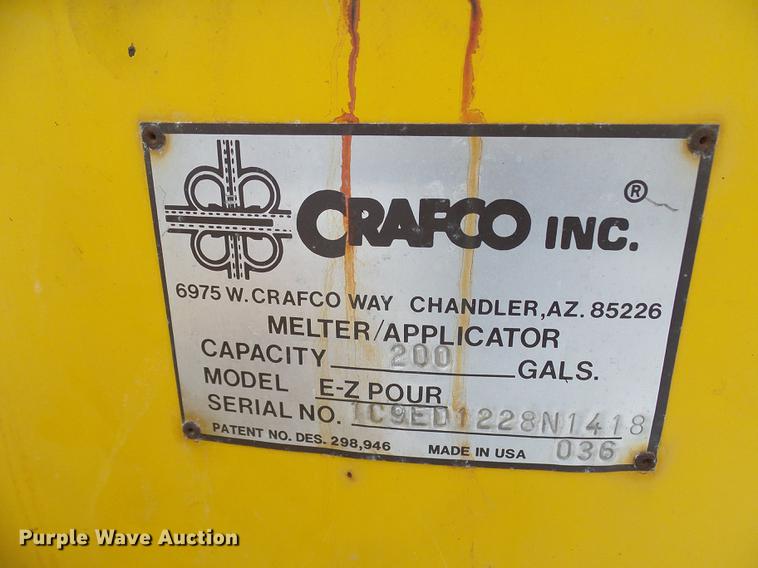 CRAFCO INC.®
6975 W. CRAFCO WAY CHANDLER, AZ. 85226
MELTER/APPLICATOR
CAPACITY 200 GALS.
MODEL E-Z POUR
SERIAL NO. 1C9ED1228N1418
036
PATENT NO. DES. 298,946 MADE IN USA
Purple Wave Auction